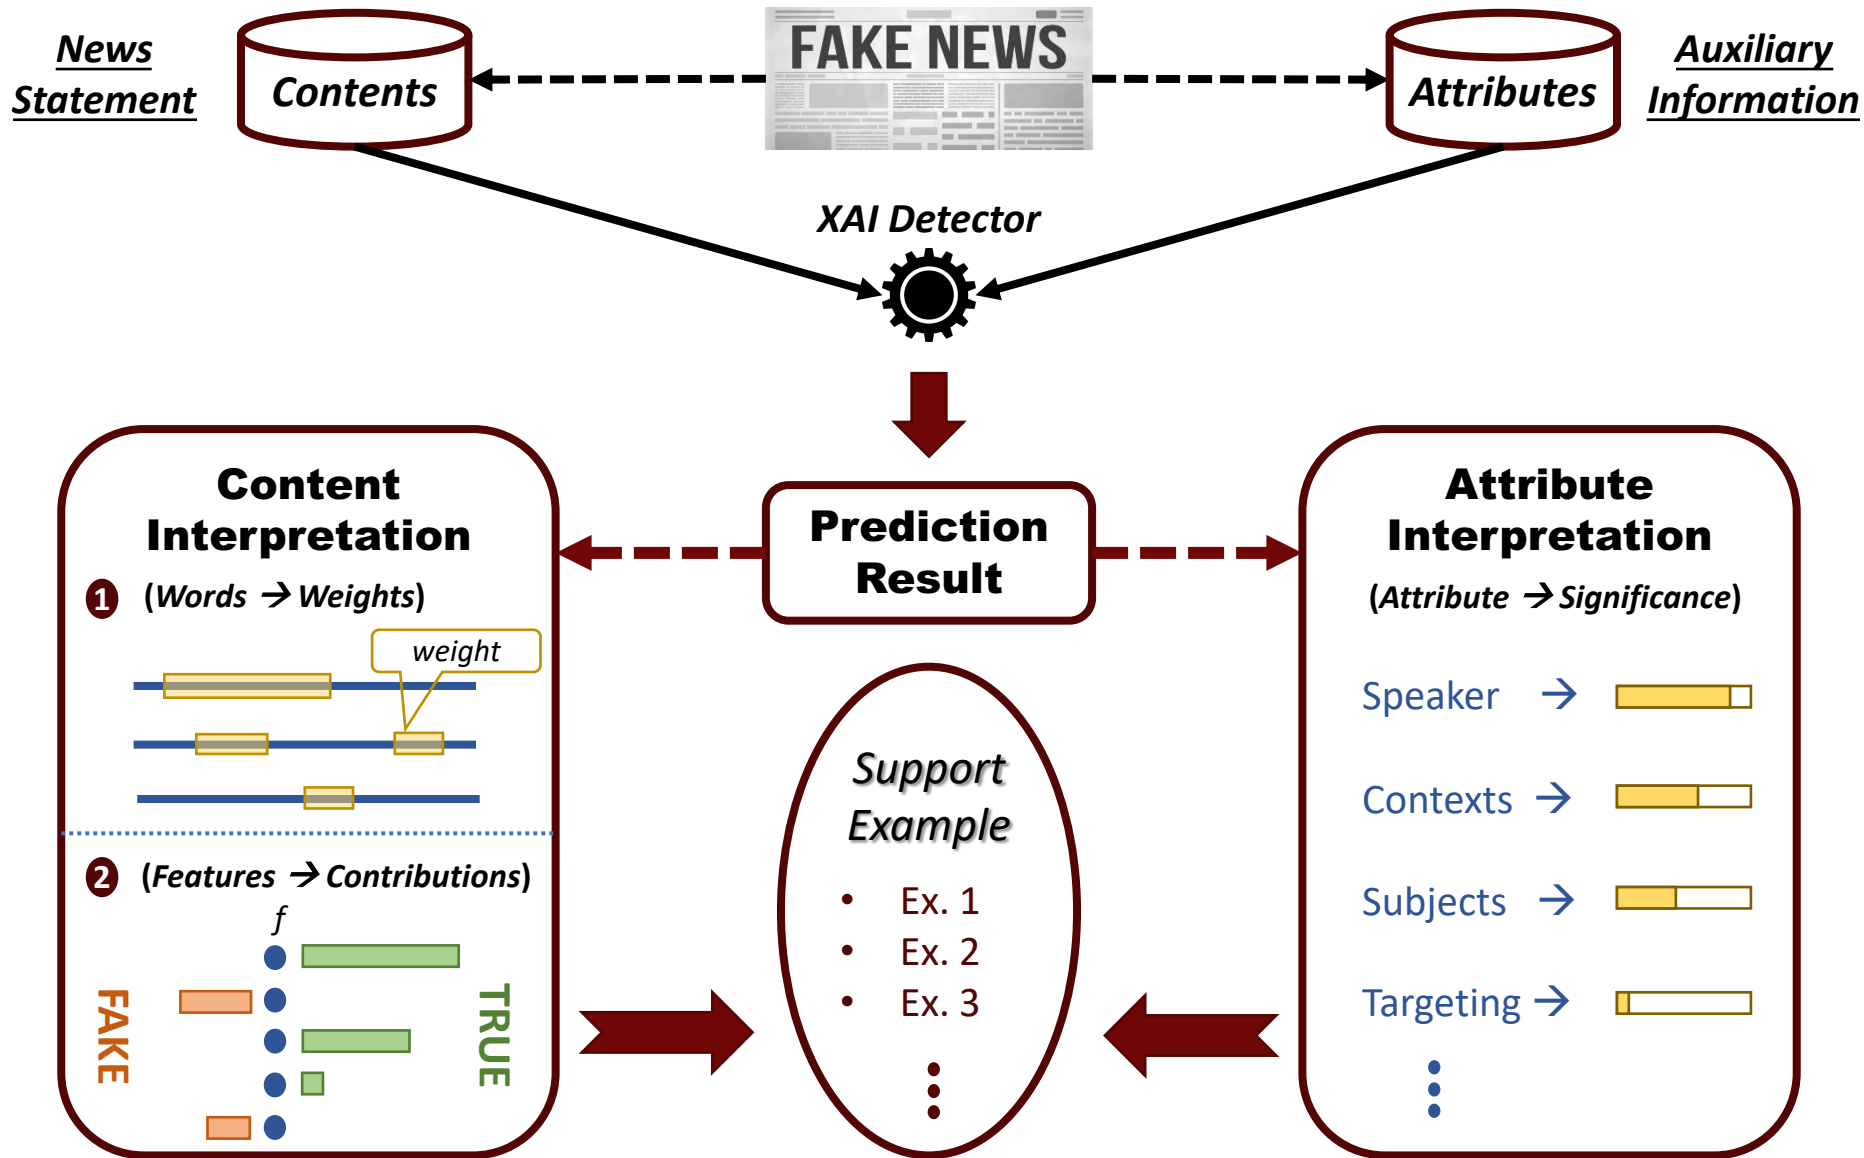 News
Statement
Contents
FAKE NEWS
Attributes
Auxiliary
Information
XAI Detector
Content
Interpretation
1 (Words → Weights)
weight
2 (Features → Contributions)
f
FAKE
TRUE
Prediction
Result
Support
Example
• Ex. 1
• Ex. 2
• Ex. 3
Attribute
Interpretation
(Attribute → Significance)
Speaker →
Contexts →
Subjects →
Targeting →